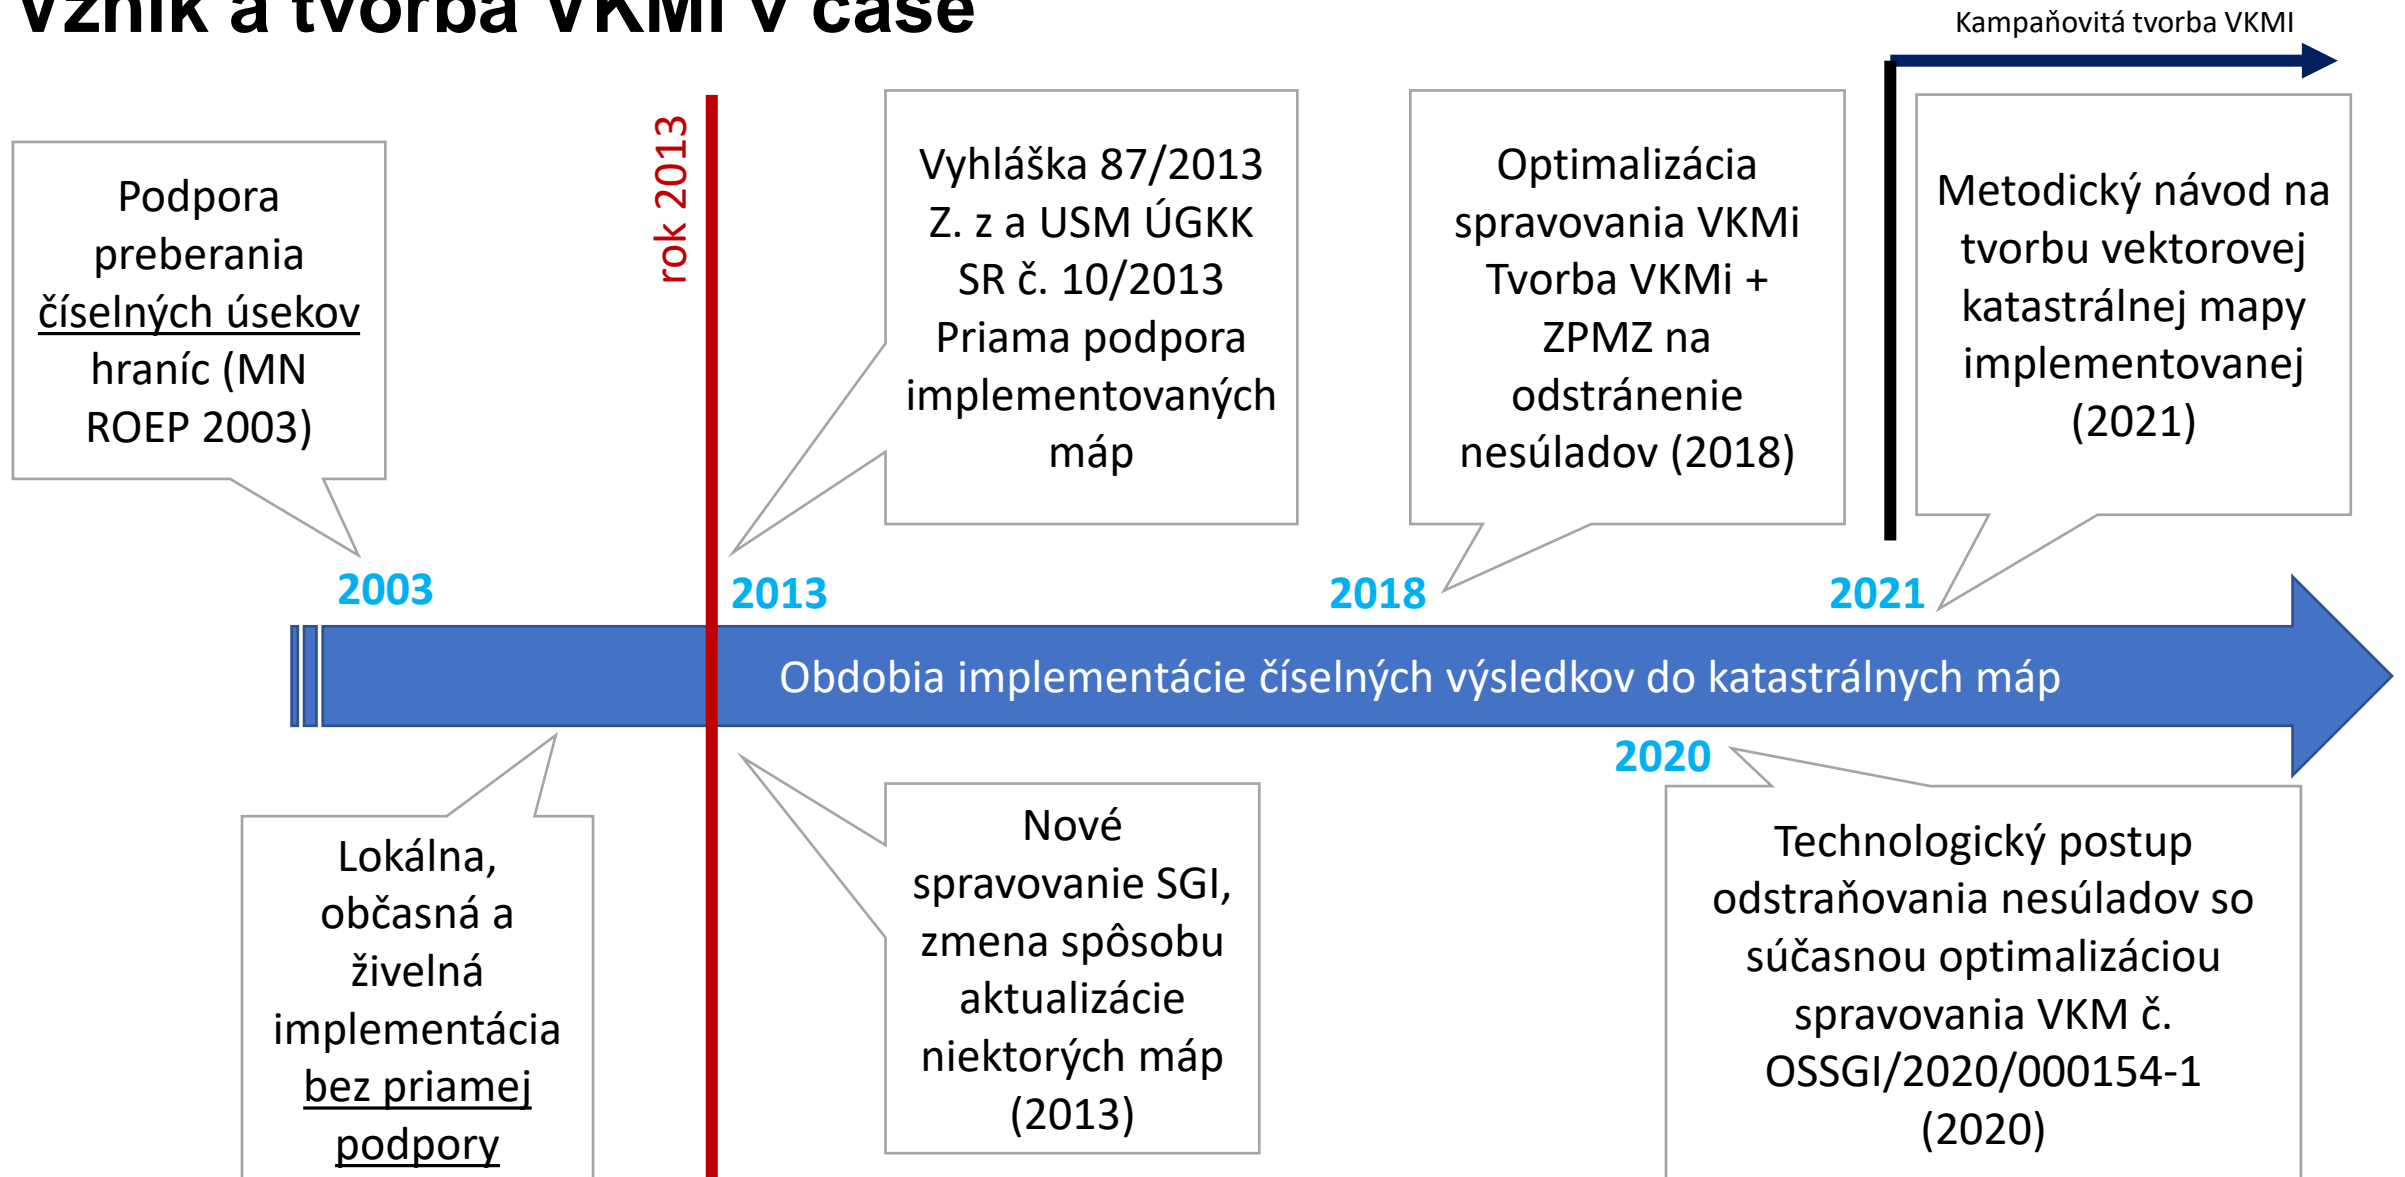 Vznik a tvorba VKMi v čase
Kampaňovitá tvorba VKMI
Podpora
preberania
číselných úsekov
hraníc (MN
ROEP 2003)
rok 2013
Vyhláška 87/2013
Z. z a USM ÚGKK
SR č. 10/2013
Priama podpora
implementovaných
máp
Optimalizácia
spravovania VKMi
Tvorba VKMi +
ZPMZ na
odstránenie
nesúladov (2018)
Metodický návod na
tvorbu vektorovej
katastrálnej mapy
implementovanej
(2021)
2003
2013
2018
2021
Obdobia implementácie číselných výsledkov do katastrálnych máp
2020
Lokálna,
občasná a
živelná
implementácia
bez priamej
podpory
Nové
spravovanie SGI,
zmena spôsobu
aktualizácie
niektorých máp
(2013)
Technologický postup
odstraňovania nesúladov so
súčasnou optimalizáciou
spravovania VKM č.
OSSGI/2020/000154-1
(2020)